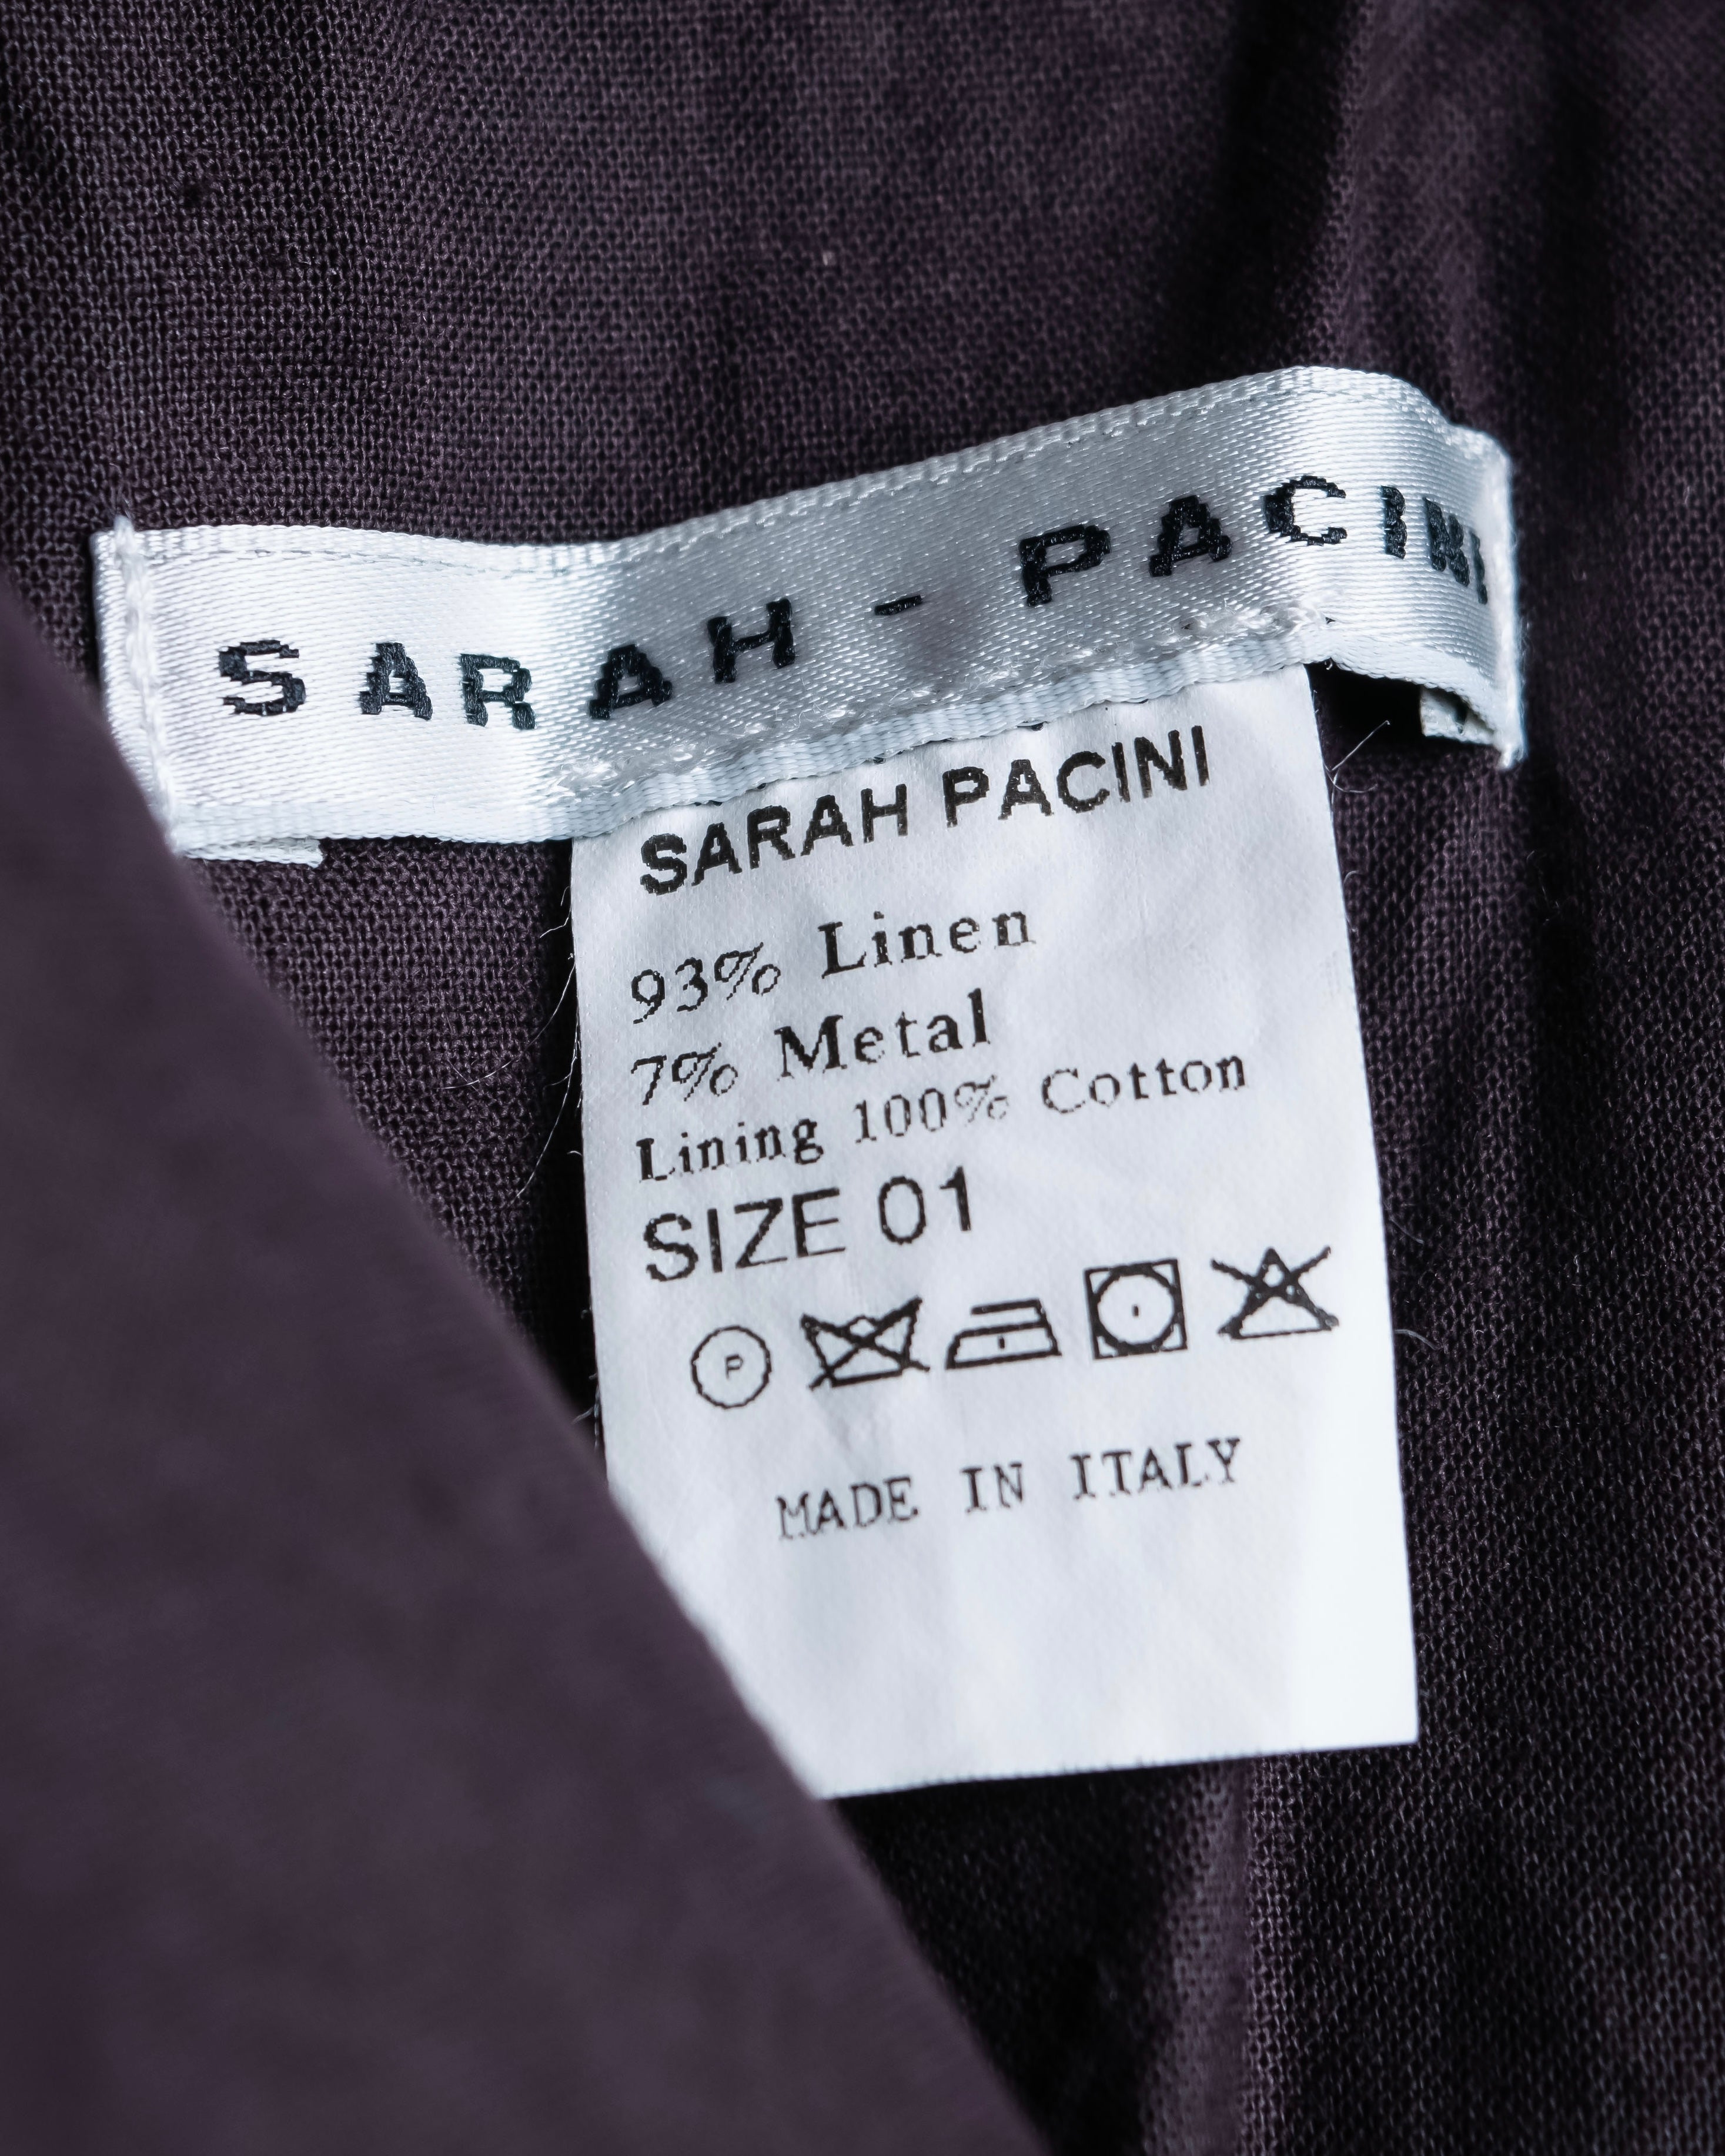 SARAH - PACINI
SARAH PACINI
93% Linen
7% Metal
Lining 100% Cotton
SIZE 01
P
MADE IN ITALY